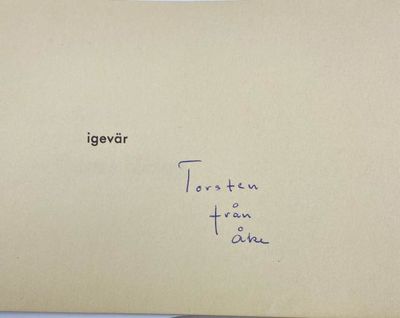 igevär
Torsten
från
åke